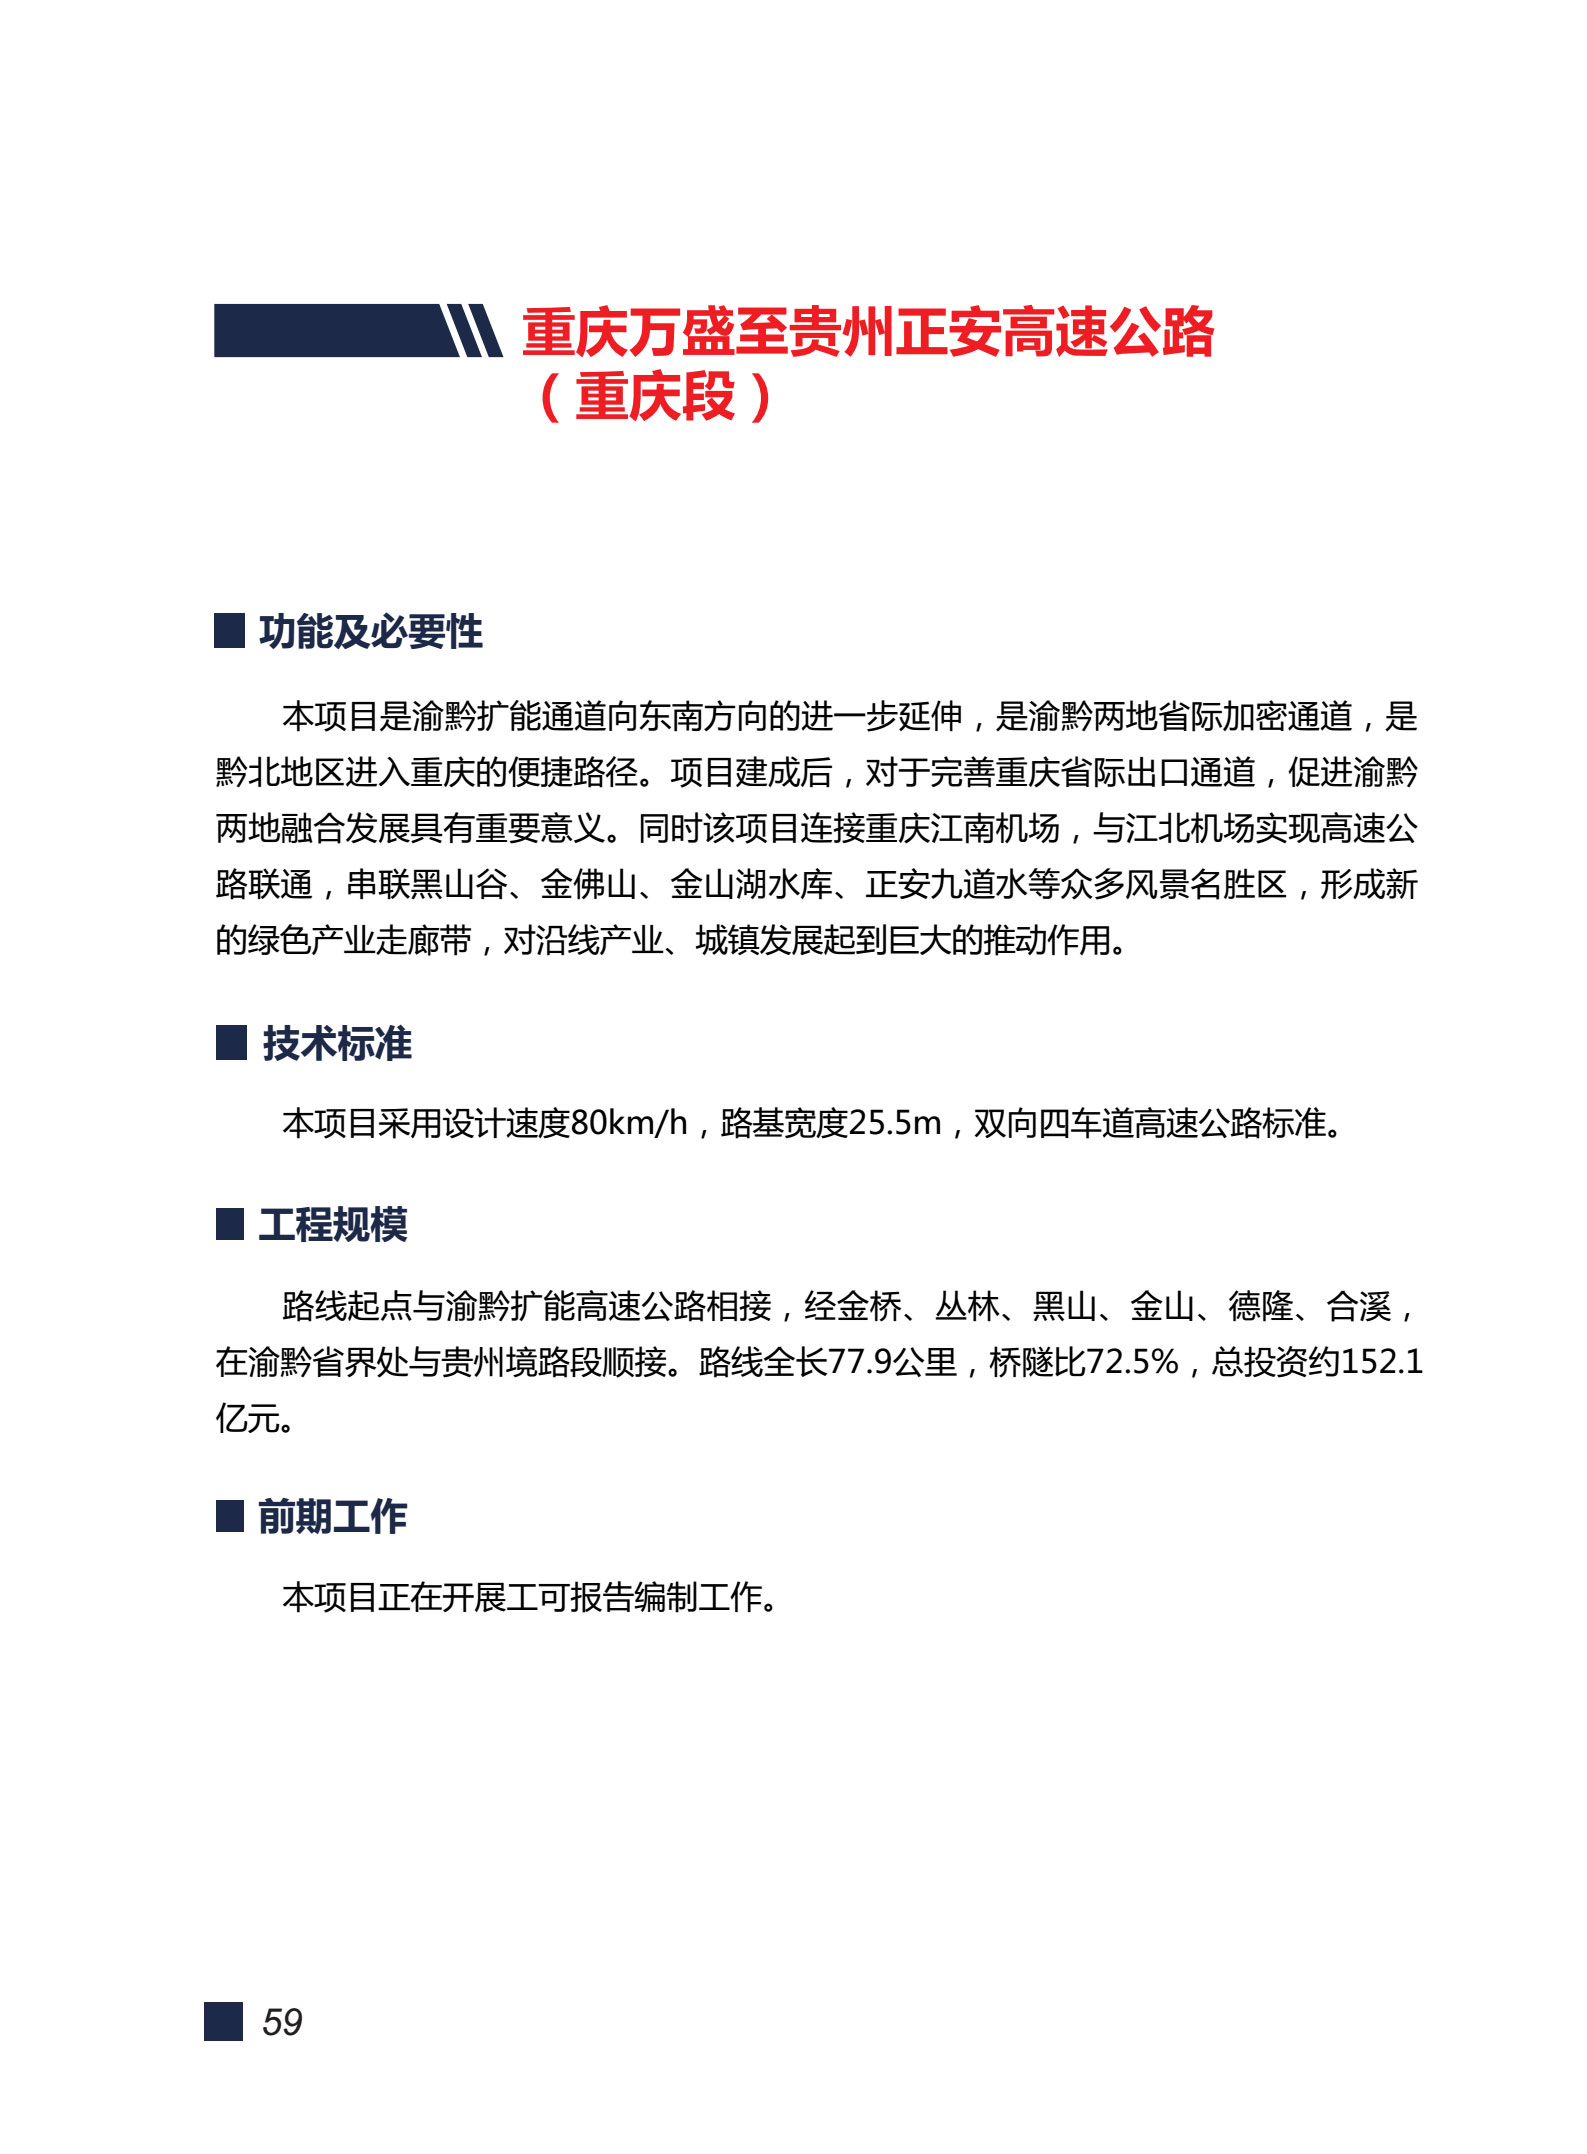 重庆万盛至贵州正安高速公路
（重庆段）
功能及必要性
本项目是渝黔扩能通道向东南方向的进一步延伸，是渝黔两地省际加密通道，是
黔北地区进入重庆的便捷路径。项目建成后，对于完善重庆省际出口通道，促进渝黔
两地融合发展具有重要意义。同时该项目连接重庆江南机场，与江北机场实现高速公
路联通，串联黑山谷、金佛山、金山湖水库、正安九道水等众多风景名胜区，形成新
的绿色产业走廊带，对沿线产业、城镇发展起到巨大的推动作用。
技术标准
本项目采用设计速度80km/h，路基宽度25.5m，双向四车道高速公路标准。
工程规模
路线起点与渝黔扩能高速公路相接，经金桥、丛林、黑山、金山、德隆、合溪，
在渝黔省界处与贵州境路段顺接。路线全长77.9公里，桥隧比72.5%，总投资约152.1
亿元。
前期工作
本项目正在开展工可报告编制工作。
59